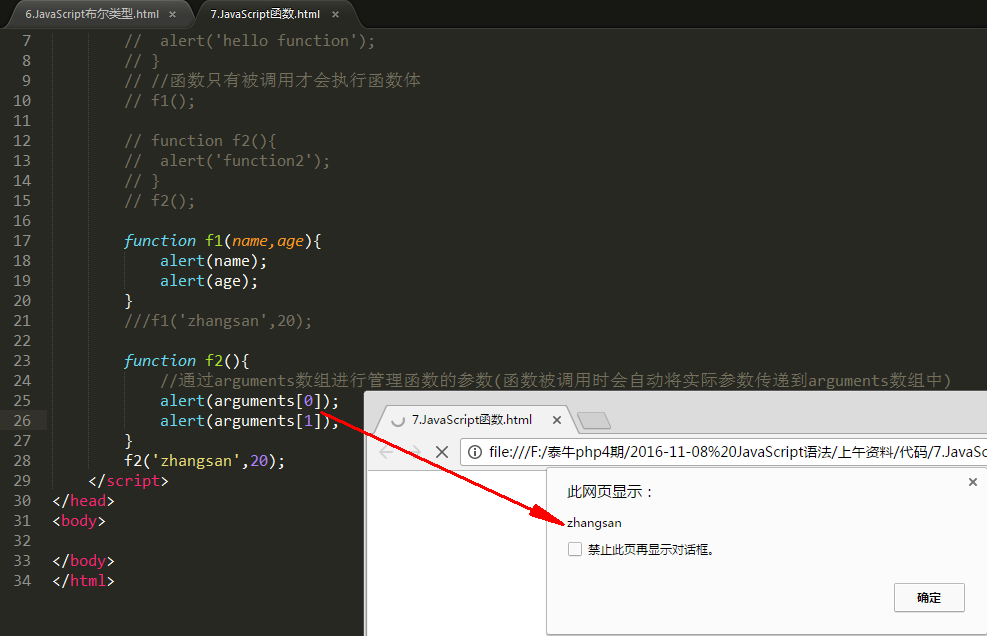 6.JavaScript布尔类型.html × 7.JavaScript函数.html ×
7 // alert('hello function');
8 // }
9 // //函数只有被调用才会执行函数体
10 // f1();
11
12 // function f2(){
13 // alert('function2');
14 // }
15 // f2();
16
17 function f1(name,age){
18 alert(name);
19 alert(age);
20 }
21 ///f1('zhangsan',20);
22
23 function f2(){
24 //通过arguments数组进行管理函数的参数(函数被调用时会自动将实际参数传递到arguments数组中)
25 alert(arguments[0]);
26 alert(arguments[1]);
27 }
28 f2('zhangsan',20);
29 </script>
30 </head>
31 <body>
32
33 </body>
34 </html>
7.JavaScript函数.html ×
file:///F:/泰牛php4期/2016-11-08%20JavaScript语法/上午资料/代码/7.JavaSc
此网页显示：
zhangsan
禁止此页再显示对话框。
确定